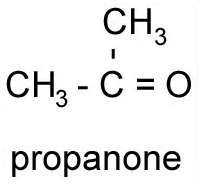 CH₃
CH₃ - C = O
propanone